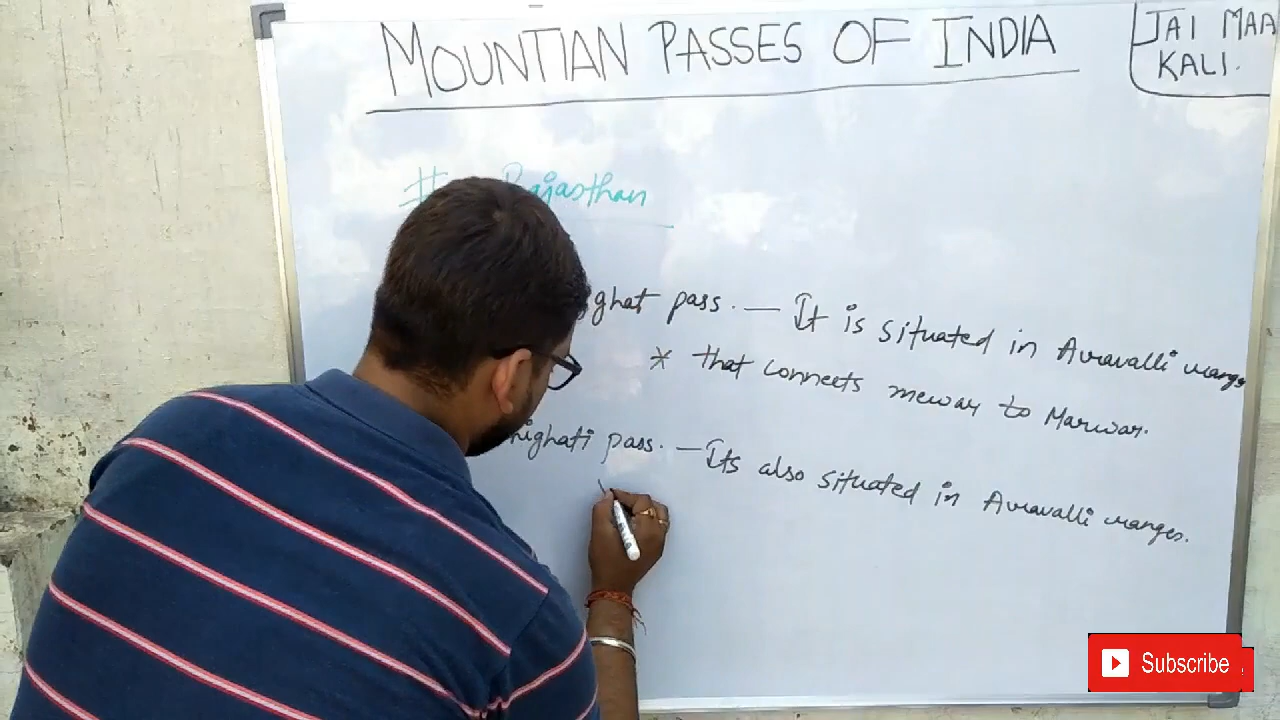 MOUNTIAN PASSES OF INDIA
JAI MAA
KALI.
# Rajasthan
ghat pass. — It is situated in Aravalli range
* that connects mewar to Marwar.
highati pass. — Its also situated in Aravalli ranges.
Subscribe